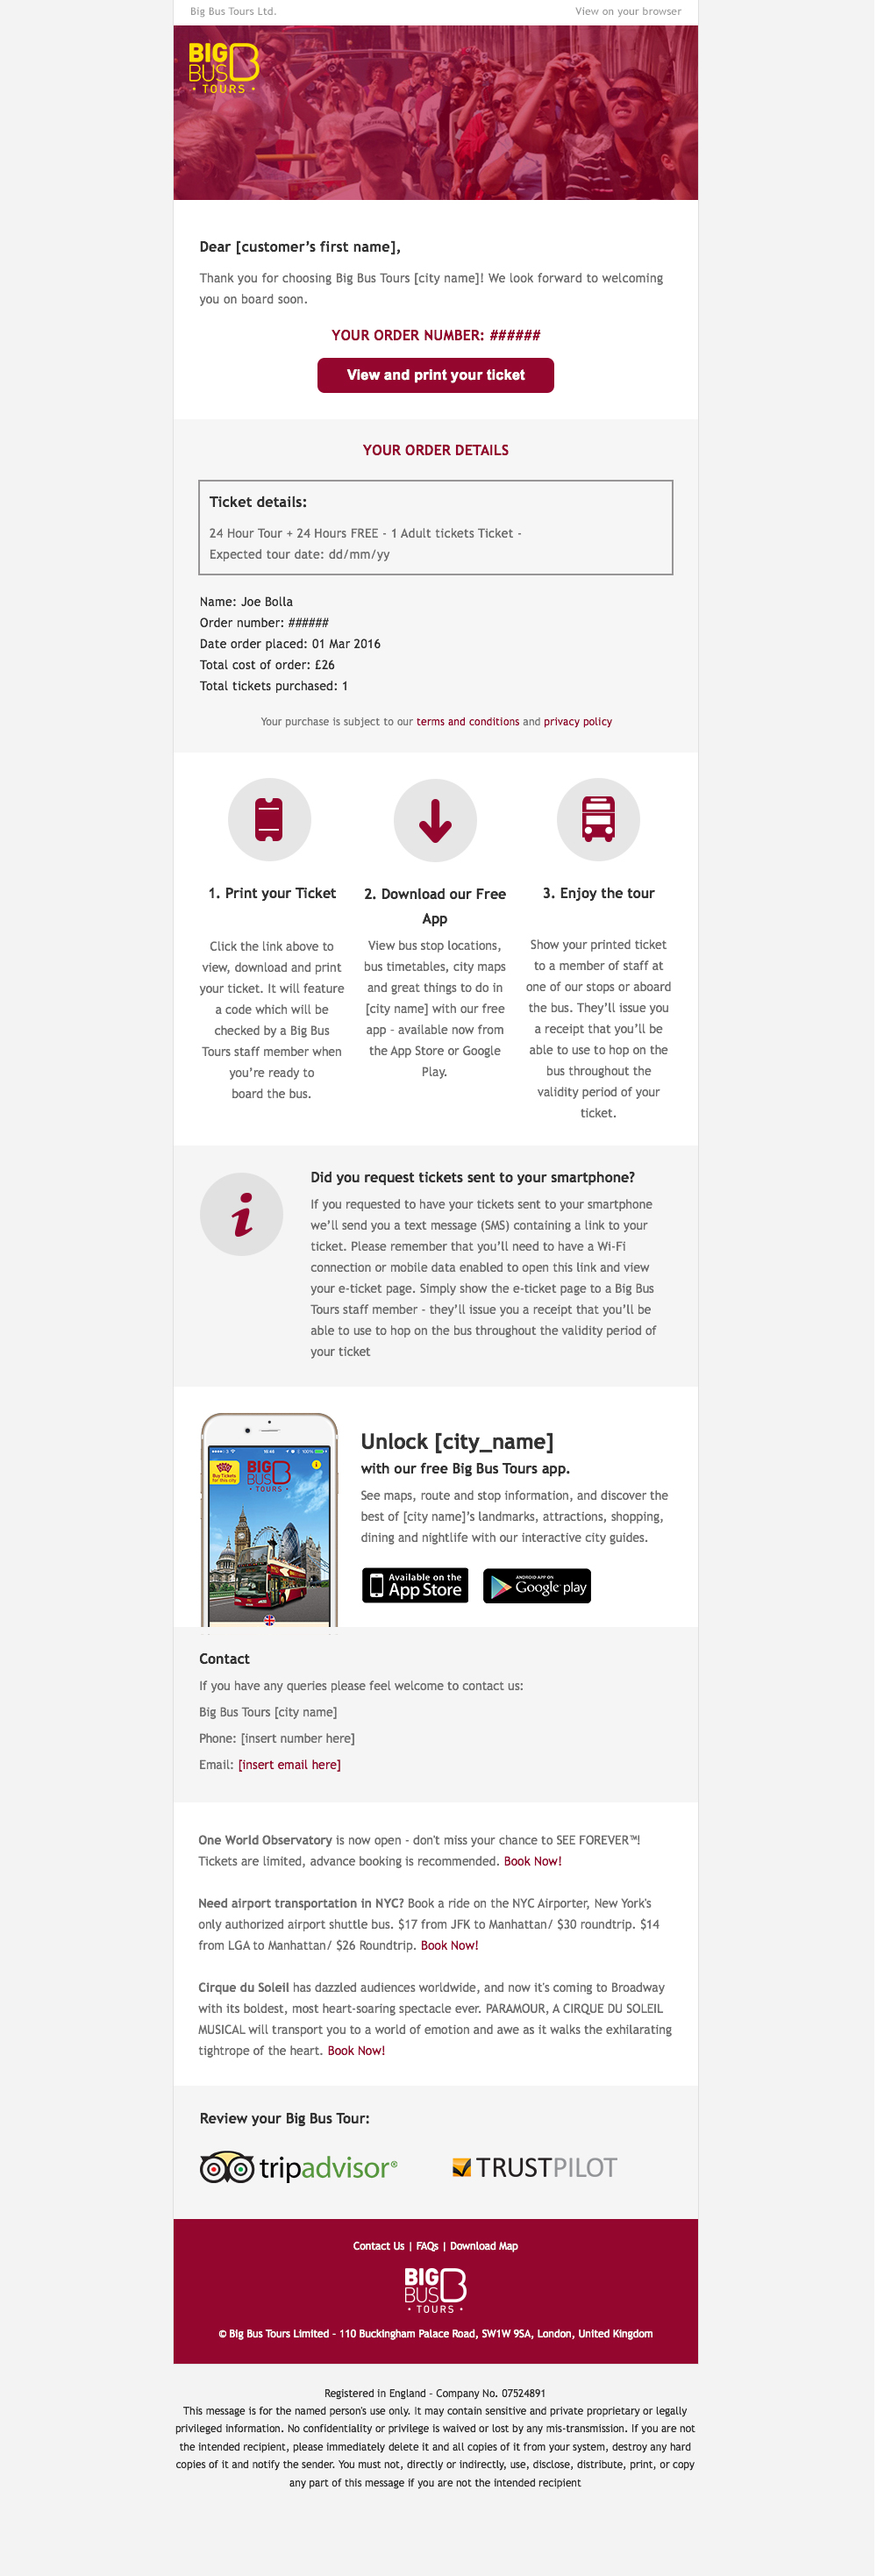 Big Bus Tours Ltd.
View on your browser
BIG
BUS
TOURS
Dear [customer’s first name],
Thank you for choosing Big Bus Tours [city name]! We look forward to welcoming
you on board soon.
YOUR ORDER NUMBER: ######
View and print your ticket
YOUR ORDER DETAILS
Ticket details:
24 Hour Tour + 24 Hours FREE - 1 Adult tickets Ticket -
Expected tour date: dd/mm/yy
Name: Joe Bolla
Order number: ######
Date order placed: 01 Mar 2016
Total cost of order: £26
Total tickets purchased: 1
Your purchase is subject to our terms and conditions and privacy policy
1. Print your Ticket
Click the link above to
view, download and print
your ticket. It will feature
a code which will be
checked by a Big Bus
Tours staff member when
you’re ready to
board the bus.
2. Download our Free
App
View bus stop locations,
bus timetables, city maps
and great things to do in
[city name] with our free
app – available now from
the App Store or Google
Play.
3. Enjoy the tour
Show your printed ticket
to a member of staff at
one of our stops or aboard
the bus. They’ll issue you
a receipt that you’ll be
able to use to hop on the
bus throughout the
validity period of your
ticket.
Did you request tickets sent to your smartphone?
If you requested to have your tickets sent to your smartphone
we’ll send you a text message (SMS) containing a link to your
ticket. Please remember that you’ll need to have a Wi-Fi
connection or mobile data enabled to open this link and view
your e-ticket page. Simply show the e-ticket page to a Big Bus
Tours staff member - they’ll issue you a receipt that you’ll be
able to use to hop on the bus throughout the validity period of
your ticket
100%
Buy Tickets
for this city
BIG
BUS
TOURS
Unlock [city_name]
with our free Big Bus Tours app.
See maps, route and stop information, and discover the
best of [city name]’s landmarks, attractions, shopping,
dining and nightlife with our interactive city guides.
Available on the
App Store
ANDROID APP ON
Google play
Contact
If you have any queries please feel welcome to contact us:
Big Bus Tours [city name]
Phone: [insert number here]
Email: [insert email here]
One World Observatory is now open - don't miss your chance to SEE FOREVER™!
Tickets are limited, advance booking is recommended. Book Now!
Need airport transportation in NYC? Book a ride on the NYC Airporter, New York's
only authorized airport shuttle bus. $17 from JFK to Manhattan/ $30 roundtrip. $14
from LGA to Manhattan/ $26 Roundtrip. Book Now!
Cirque du Soleil has dazzled audiences worldwide, and now it's coming to Broadway
with its boldest, most heart-soaring spectacle ever. PARAMOUR, A CIRQUE DU SOLEIL
MUSICAL will transport you to a world of emotion and awe as it walks the exhilarating
tightrope of the heart. Book Now!
Review your Big Bus Tour:
tripadvisor®
TRUSTPILOT
Contact Us | FAQs | Download Map
BIG
BUS
TOURS
© Big Bus Tours Limited – 110 Buckingham Palace Road, SW1W 9SA, London, United Kingdom
Registered in England – Company No. 07524891
This message is for the named person's use only. It may contain sensitive and private proprietary or legally
privileged information. No confidentiality or privilege is waived or lost by any mis-transmission. If you are not
the intended recipient, please immediately delete it and all copies of it from your system, destroy any hard
copies of it and notify the sender. You must not, directly or indirectly, use, disclose, distribute, print, or copy
any part of this message if you are not the intended recipient